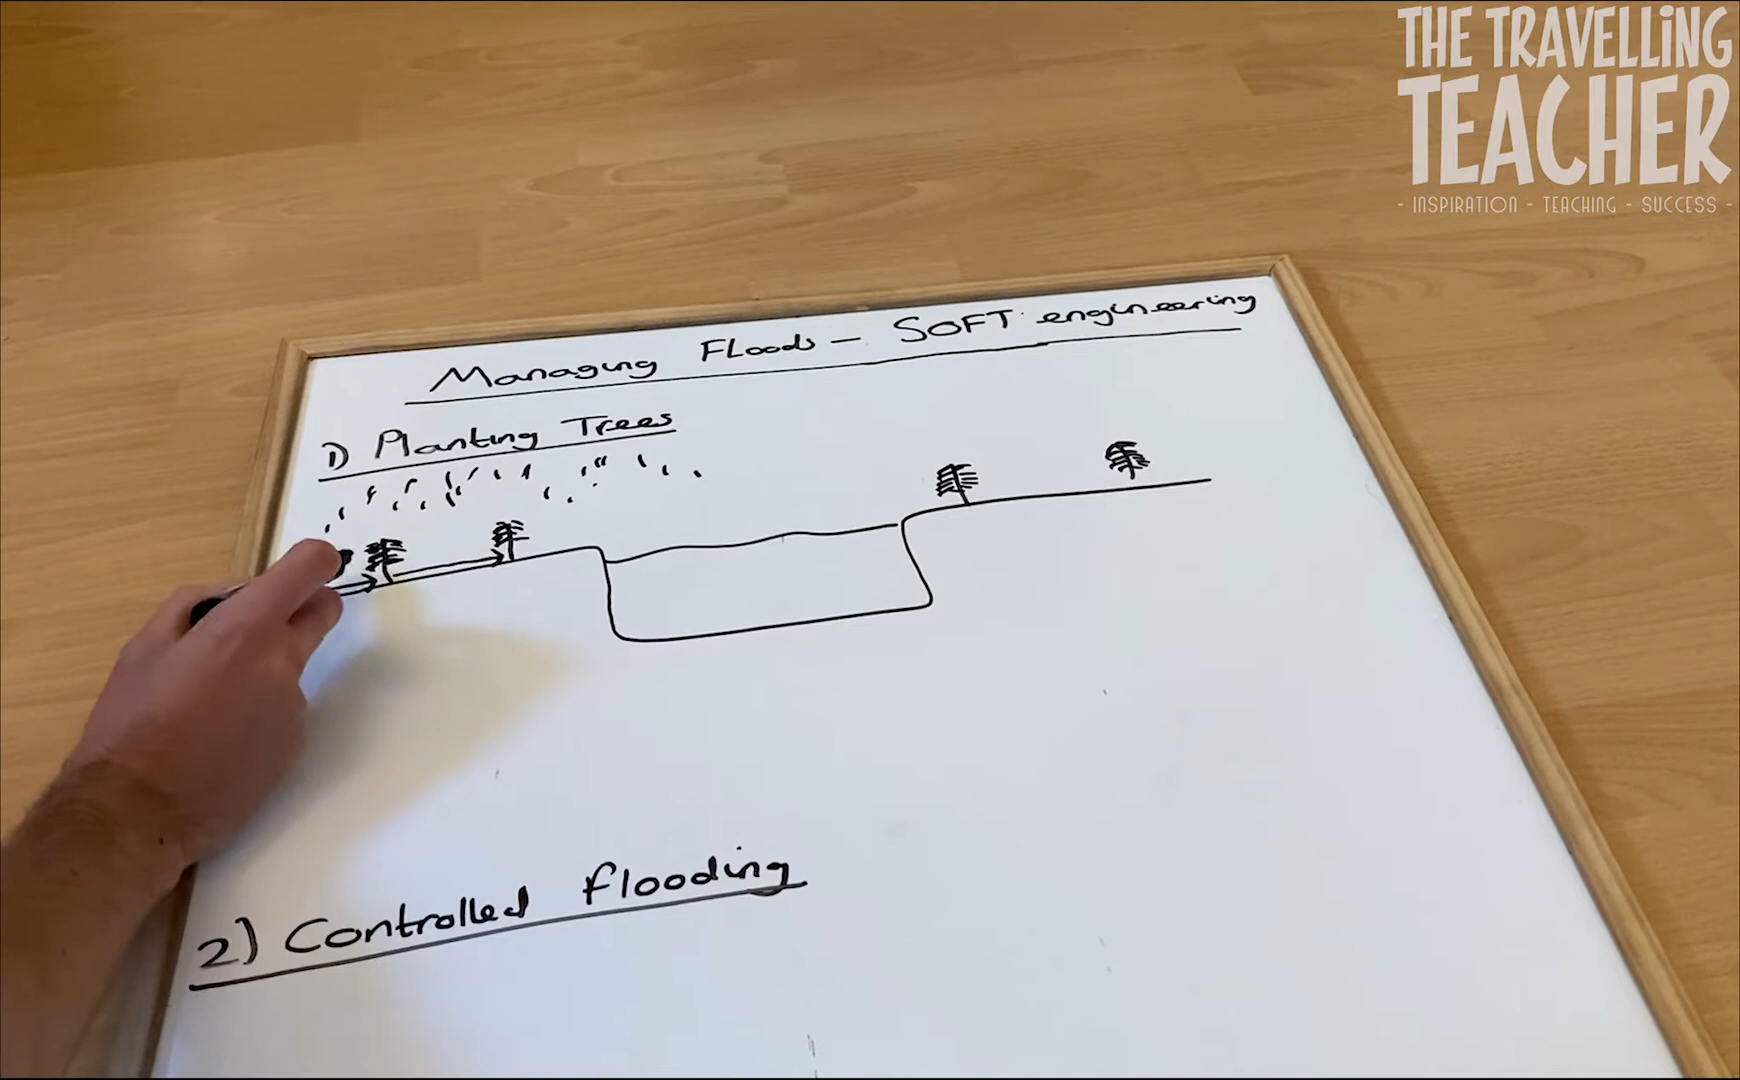 THE TRAVELLING
TEACHER
- INSPIRATION - TEACHING - SUCCESS -
Managing FLoods - SOFT engineering
1) Planting Trees
2) Controlled flooding